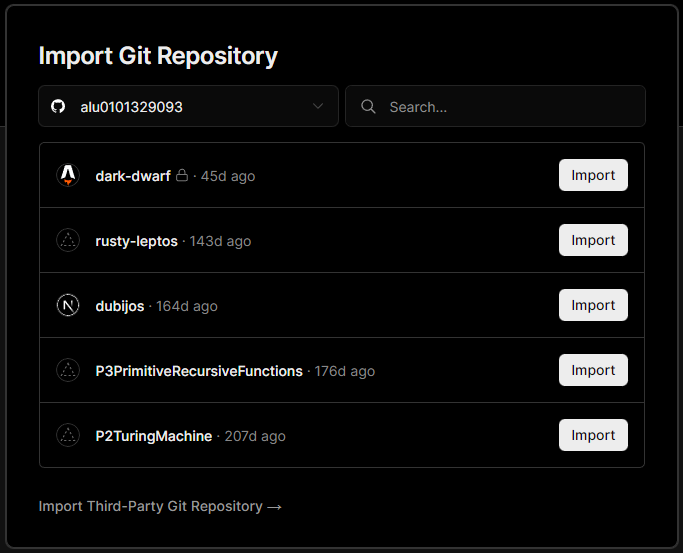 Import Git Repository
alu0101329093
Search...
dark-dwarf · 45d ago
Import
rusty-leptos · 143d ago
Import
dubijos · 164d ago
Import
P3PrimitiveRecursiveFunctions · 176d ago
Import
P2TuringMachine · 207d ago
Import
Import Third-Party Git Repository →